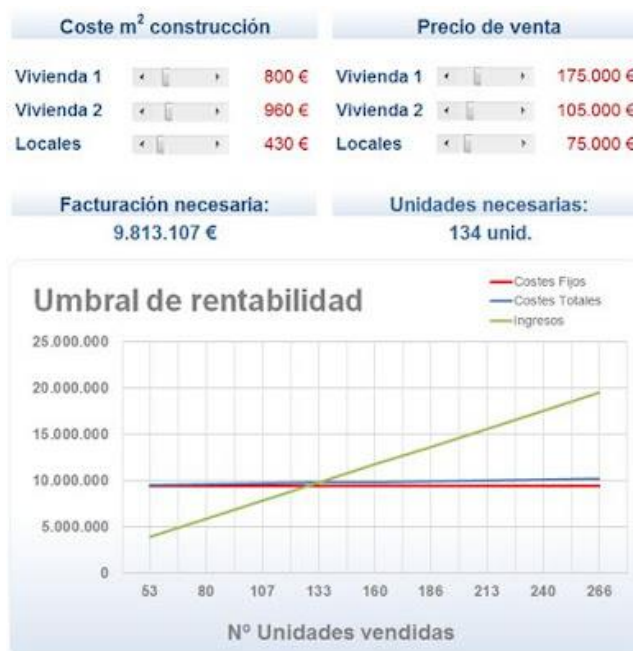 Coste m² construcción
Precio de venta
Vivienda 1 800 € Vivienda 1 175.000 €
Vivienda 2 960 € Vivienda 2 105.000 €
Locales 430 € Locales 75.000 €
Facturación necesaria:
Unidades necesarias:
9.813.107 €
134 unid.
Umbral de rentabilidad
Costes Fijos
Costes Totales
Ingresos
25.000.000
20.000.000
15.000.000
10.000.000
5.000.000
0
53 80 107 133 160 186 213 240 266
Nº Unidades vendidas